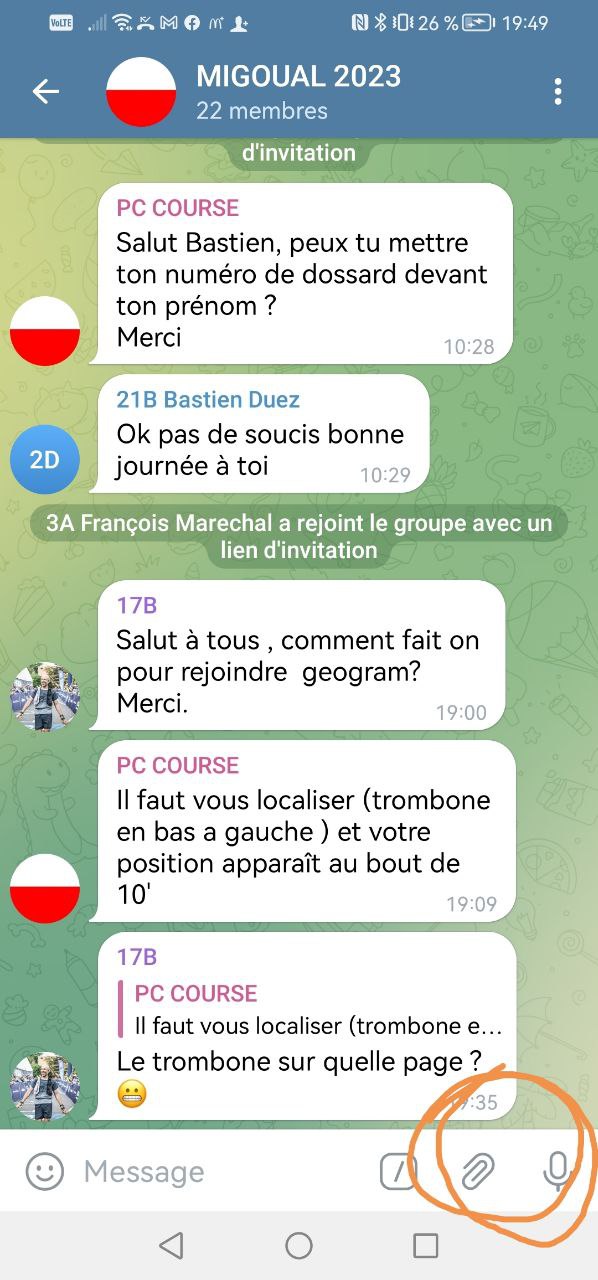 VoLTE 26 % 19:49
MIGOUAL 2023
22 membres
d'invitation
PC COURSE
Salut Bastien, peux tu mettre
ton numéro de dossard devant
ton prénom ?
Merci
10:28
21B Bastien Duez
Ok pas de soucis bonne
journée à toi
10:29
2D
3A François Marechal a rejoint le groupe avec un
lien d'invitation
17B
Salut à tous , comment fait on
pour rejoindre  geogram?
Merci.
19:00
PC COURSE
Il faut vous localiser (trombone
en bas a gauche ) et votre
position apparaît au bout de
10'
19:09
17B
PC COURSE
Il faut vous localiser (trombone e...
Le trombone sur quelle page ?
😬
19:35
Message